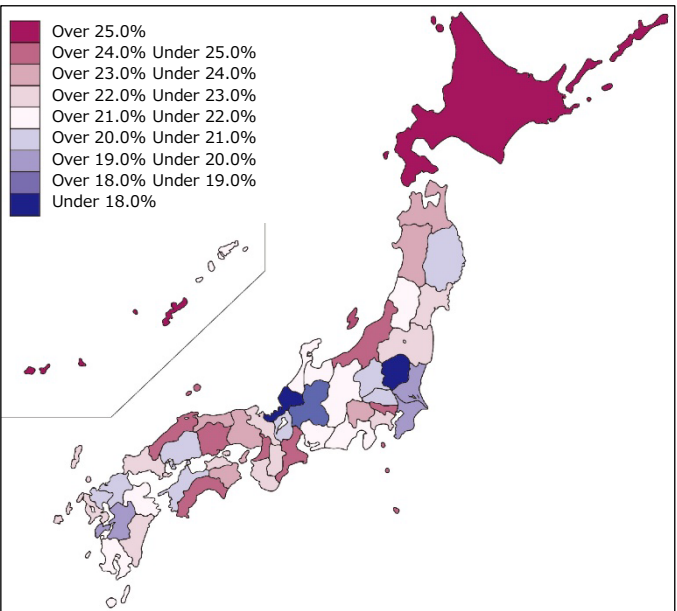 Over 25.0%
Over 24.0% Under 25.0%
Over 23.0% Under 24.0%
Over 22.0% Under 23.0%
Over 21.0% Under 22.0%
Over 20.0% Under 21.0%
Over 19.0% Under 20.0%
Over 18.0% Under 19.0%
Under 18.0%